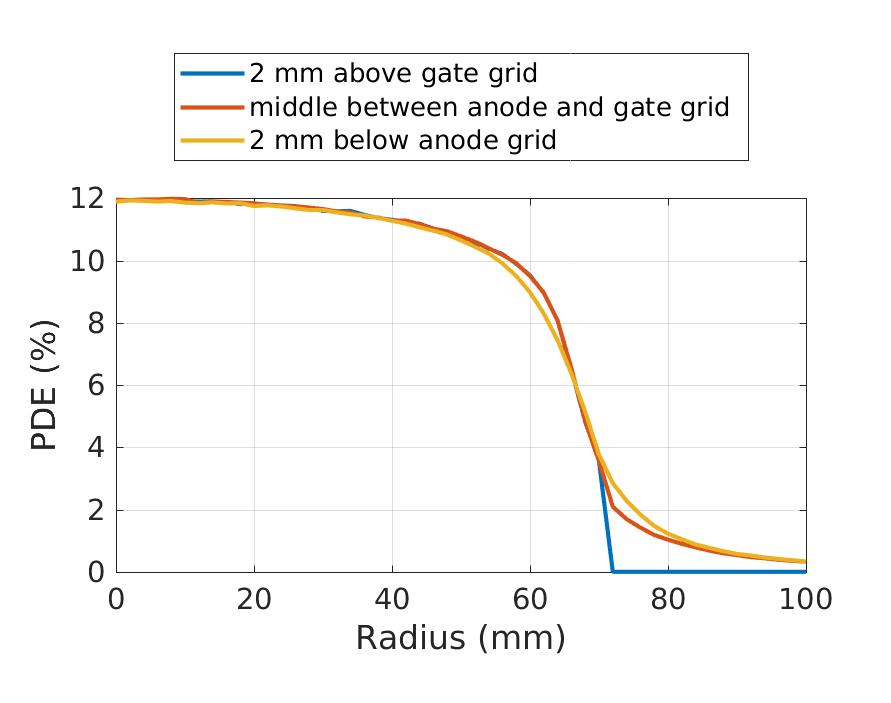 2 mm above gate grid
middle between anode and gate grid
2 mm below anode grid
12
10
8
6
4
2
0
PDE (%)
0 20 40 60 80 100
Radius (mm)